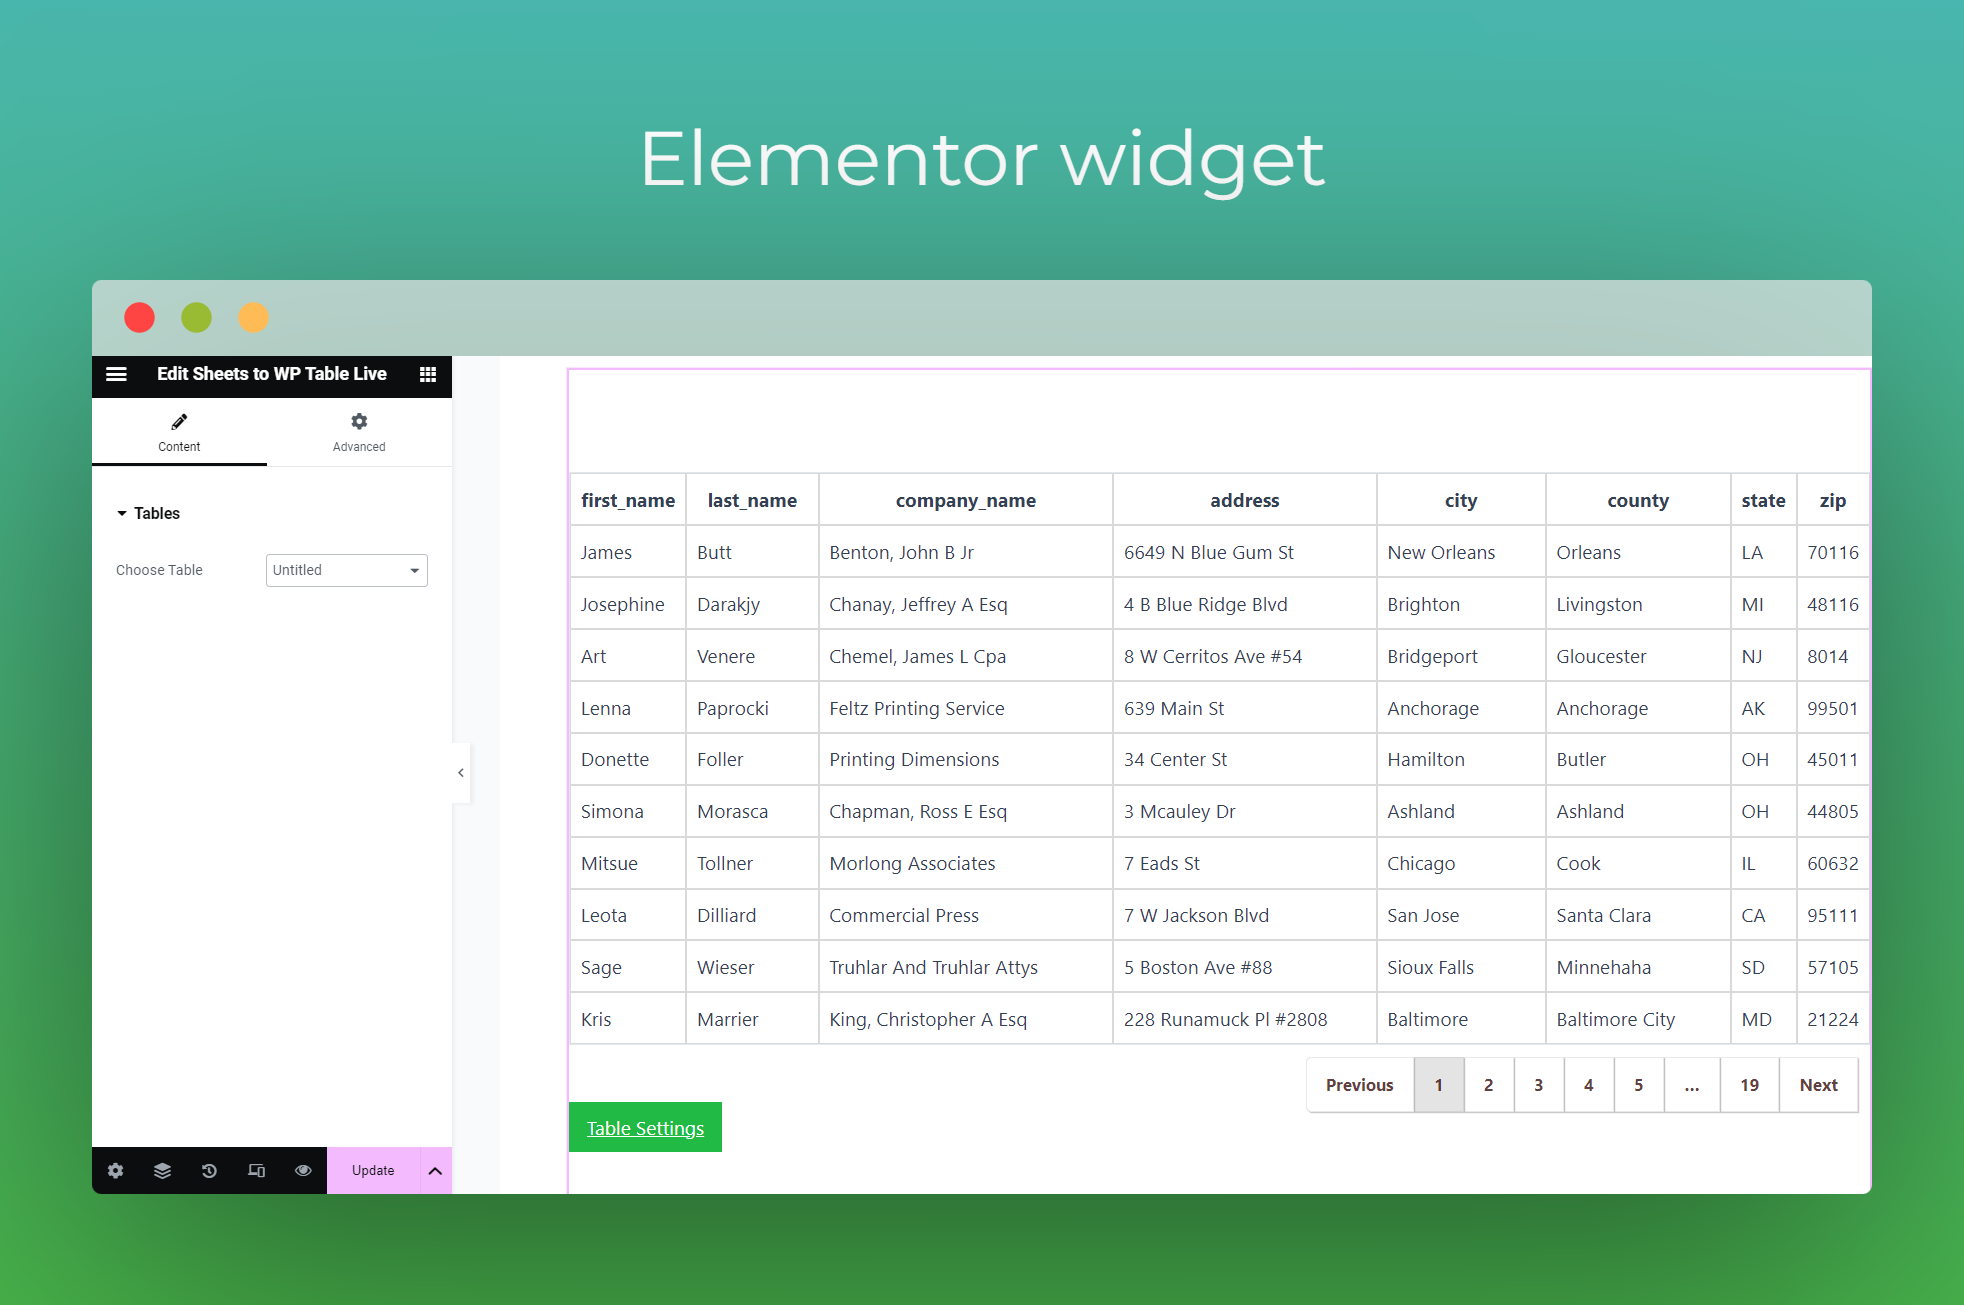 Elementor widget
Edit Sheets to WP Table Live
Content Advanced
Tables
Choose Table Untitled
first_name last_name company_name address city county state zip
James Butt Benton, John B Jr 6649 N Blue Gum St New Orleans Orleans LA 70116
Josephine Darakjy Chanay, Jeffrey A Esq 4 B Blue Ridge Blvd Brighton Livingston MI 48116
Art Venere Chemel, James L Cpa 8 W Cerritos Ave #54 Bridgeport Gloucester NJ 8014
Lenna Paprocki Feltz Printing Service 639 Main St Anchorage Anchorage AK 99501
Donette Foller Printing Dimensions 34 Center St Hamilton Butler OH 45011
Simona Morasca Chapman, Ross E Esq 3 Mcauley Dr Ashland Ashland OH 44805
Mitsue Tollner Morlong Associates 7 Eads St Chicago Cook IL 60632
Leota Dilliard Commercial Press 7 W Jackson Blvd San Jose Santa Clara CA 95111
Sage Wieser Truhlar And Truhlar Attys 5 Boston Ave #88 Sioux Falls Minnehaha SD 57105
Kris Marrier King, Christopher A Esq 228 Runamuck Pl #2808 Baltimore Baltimore City MD 21224
Previous 1 2 3 4 5 ... 19 Next
Table Settings
Update